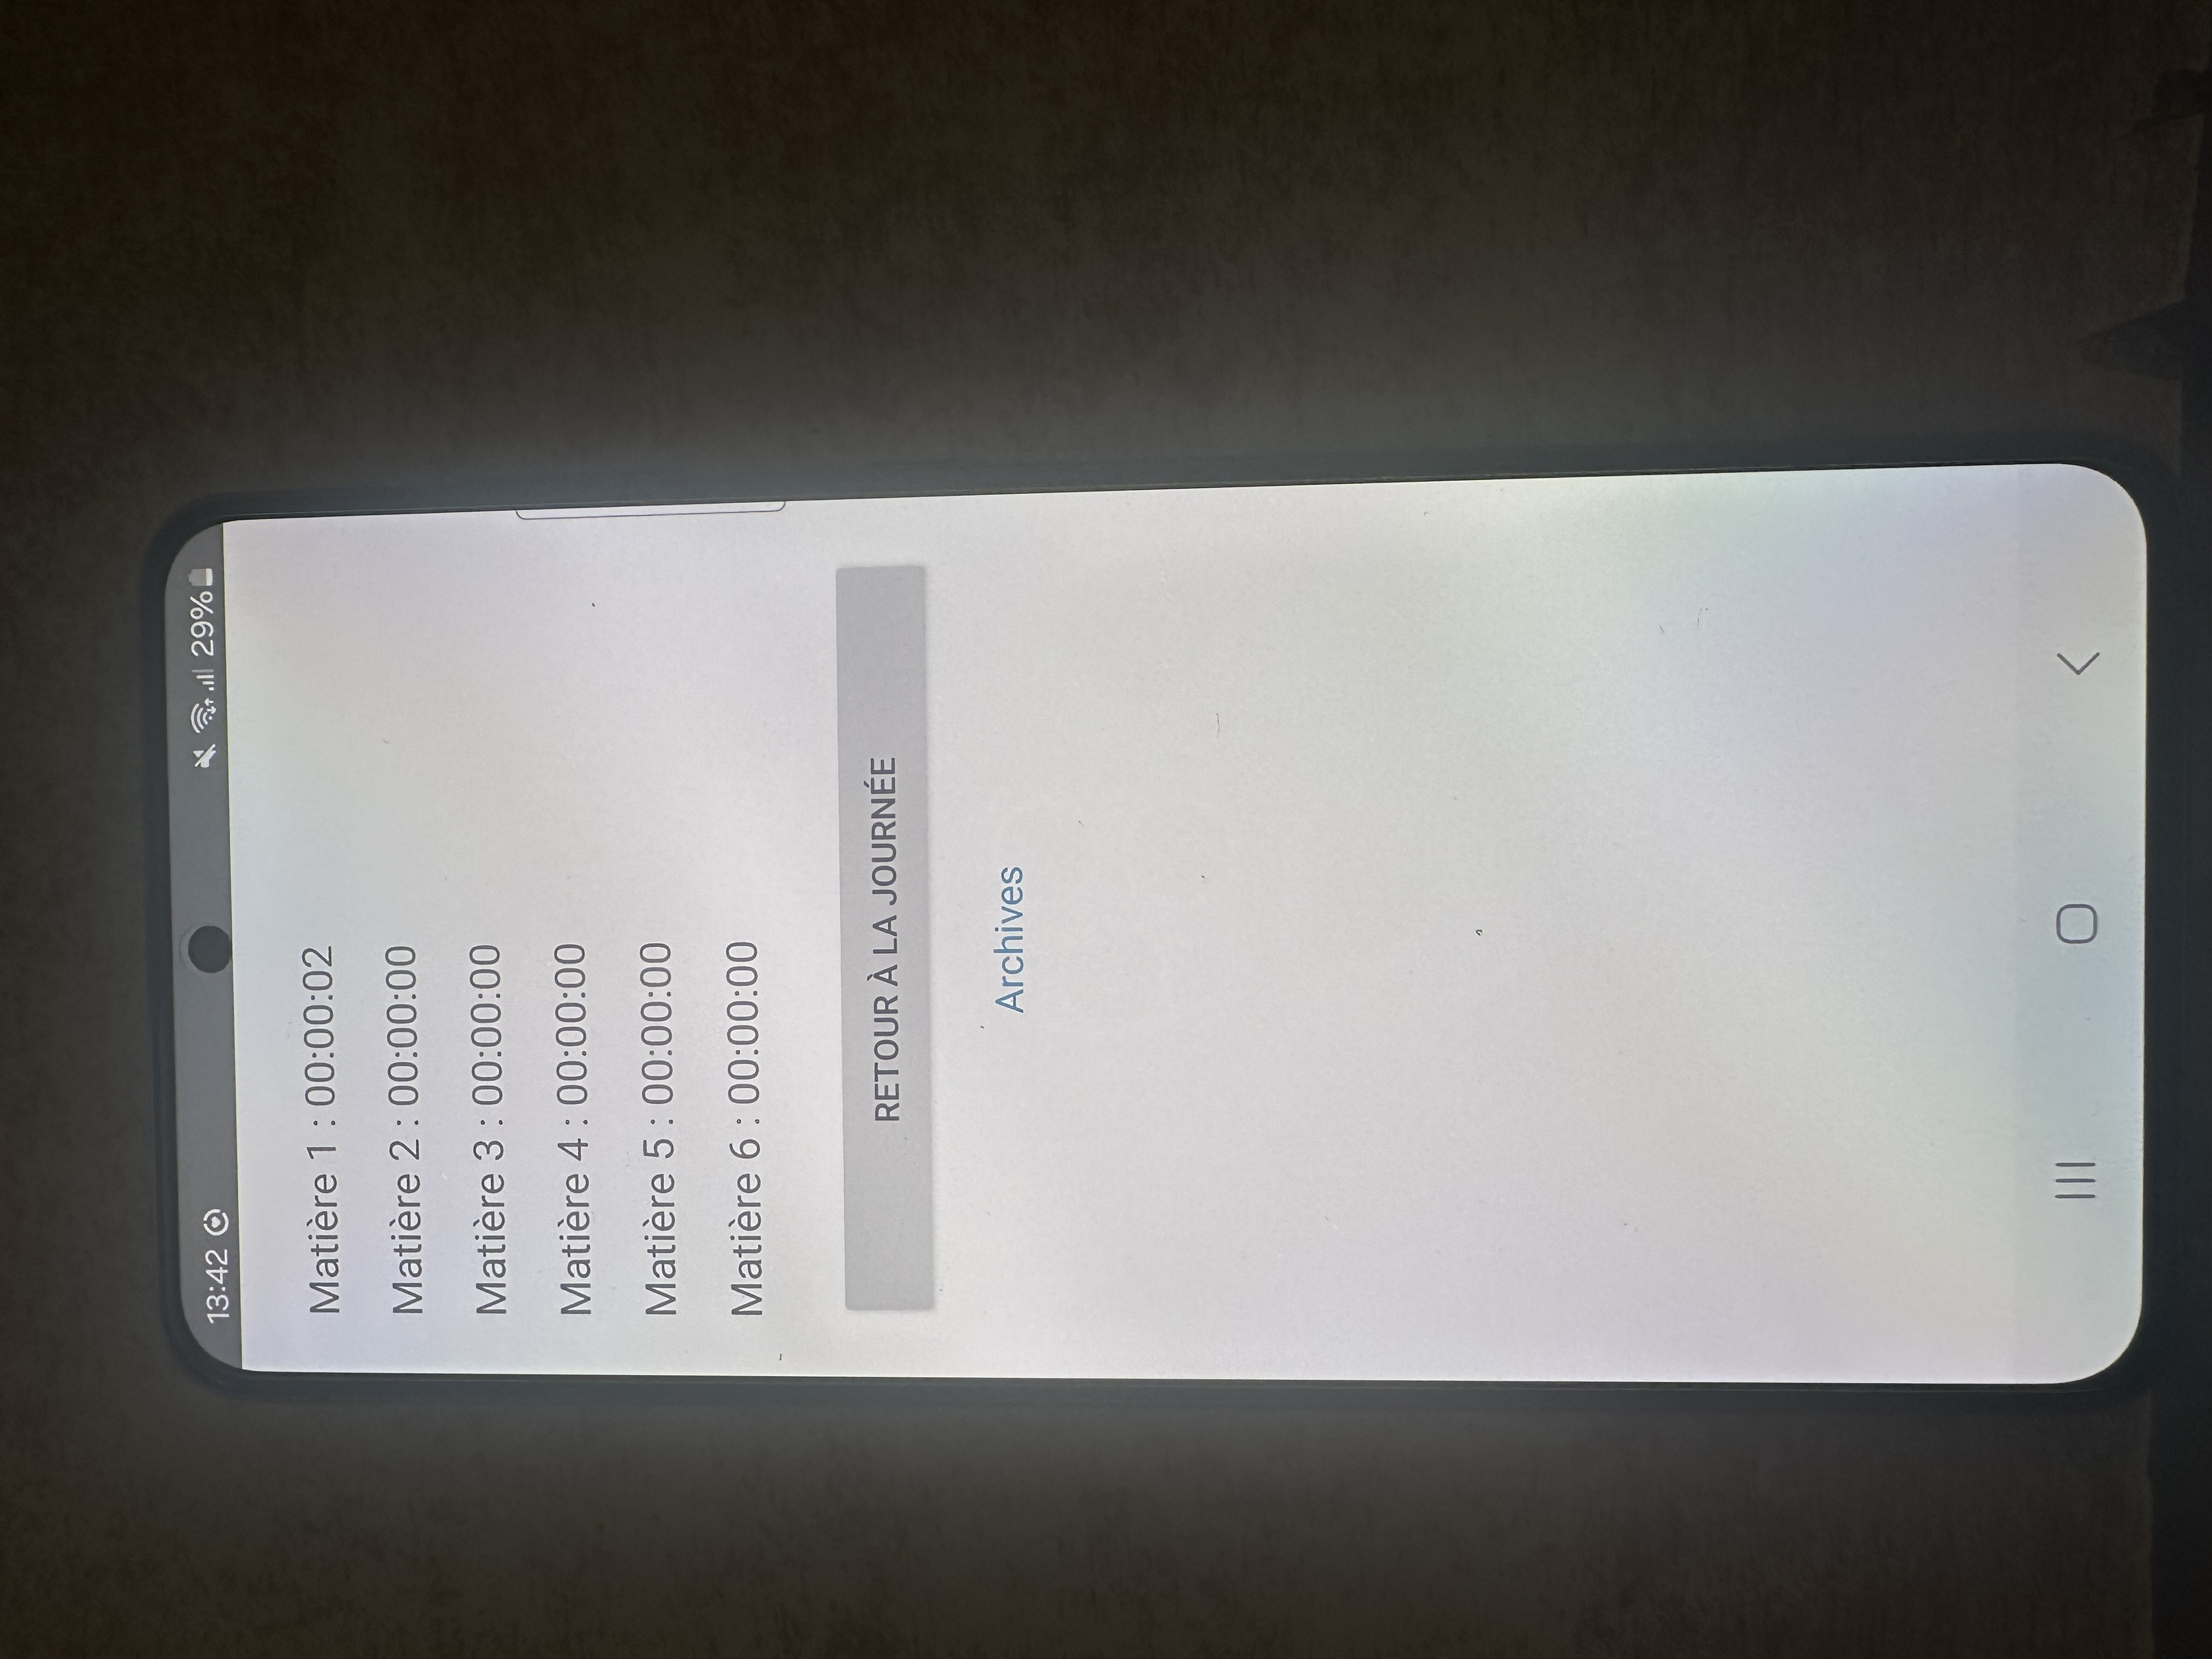 13:42 29%
Matière 1 : 00:00:02
Matière 2 : 00:00:00
Matière 3 : 00:00:00
Matière 4 : 00:00:00
Matière 5 : 00:00:00
Matière 6 : 00:00:00
RETOUR À LA JOURNÉE
Archives